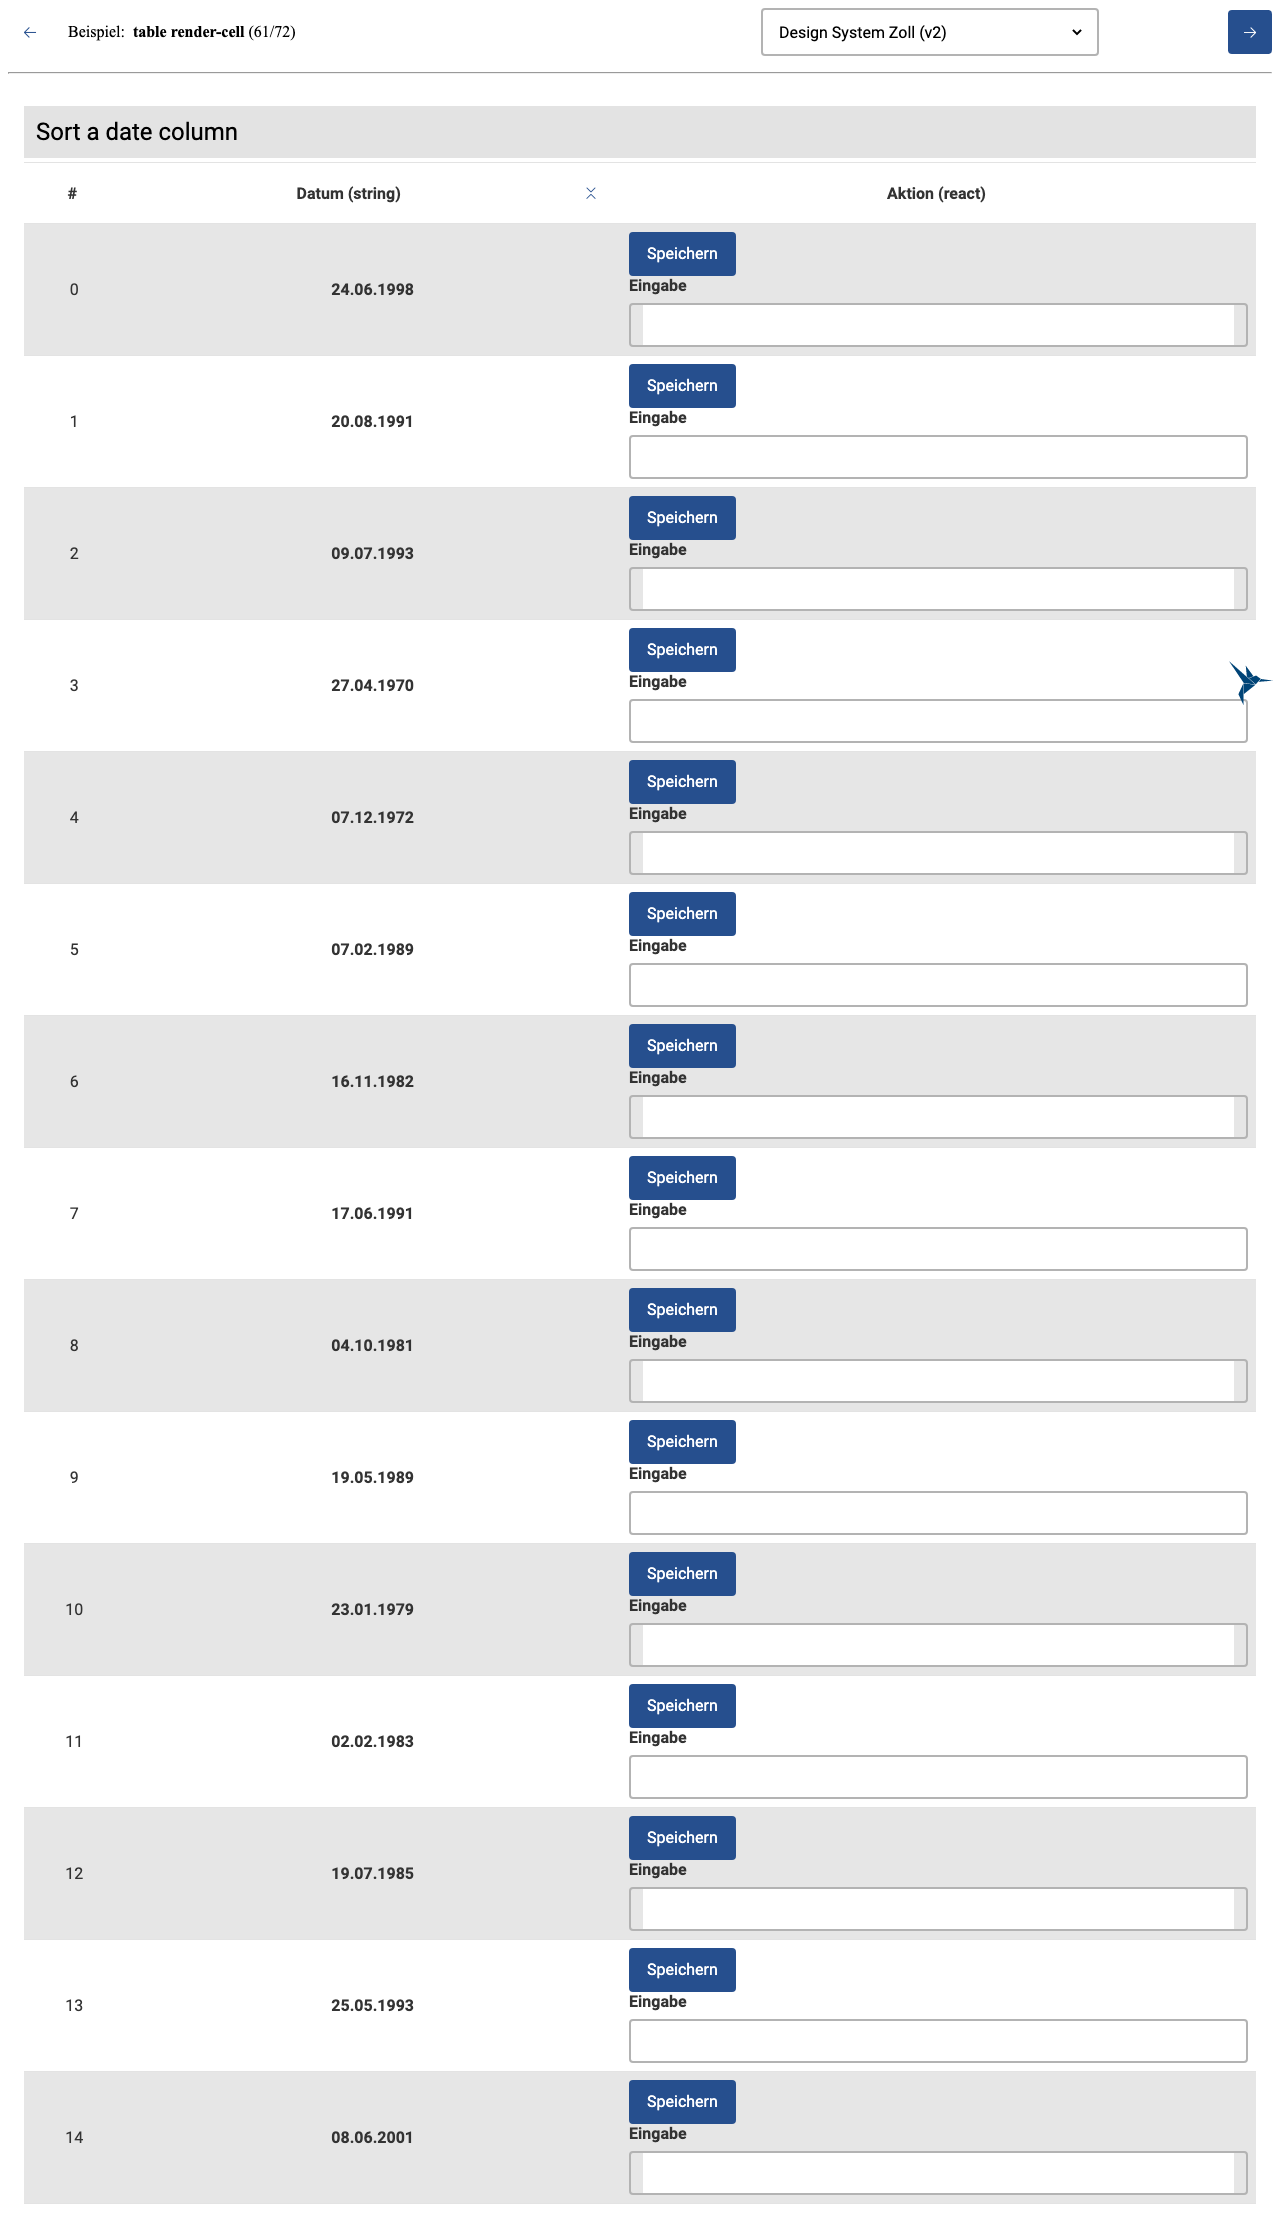 Beispiel: table render-cell (61/72)
Design System Zoll (v2)
Sort a date column
# Datum (string) Aktion (react)
Speichern
Eingabe
0 24.06.1998
Speichern
Eingabe
1 20.08.1991
Speichern
Eingabe
2 09.07.1993
Speichern
Eingabe
3 27.04.1970
Speichern
Eingabe
4 07.12.1972
Speichern
Eingabe
5 07.02.1989
Speichern
Eingabe
6 16.11.1982
Speichern
Eingabe
7 17.06.1991
Speichern
Eingabe
8 04.10.1981
Speichern
Eingabe
9 19.05.1989
Speichern
Eingabe
10 23.01.1979
Speichern
Eingabe
11 02.02.1983
Speichern
Eingabe
12 19.07.1985
Speichern
Eingabe
13 25.05.1993
Speichern
Eingabe
14 08.06.2001